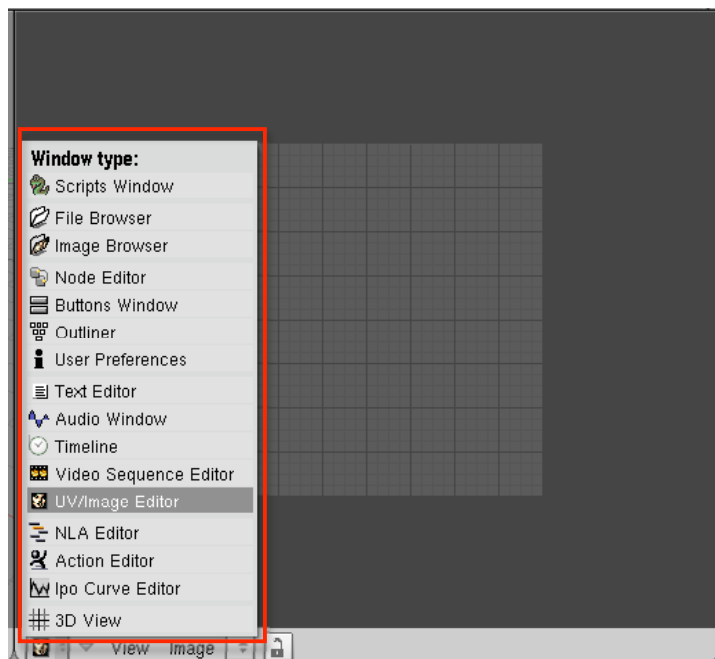 Window type:
Scripts Window
File Browser
Image Browser
Node Editor
Buttons Window
Outliner
User Preferences
Text Editor
Audio Window
Timeline
Video Sequence Editor
UV/Image Editor
NLA Editor
Action Editor
Ipo Curve Editor
3D View
View Image